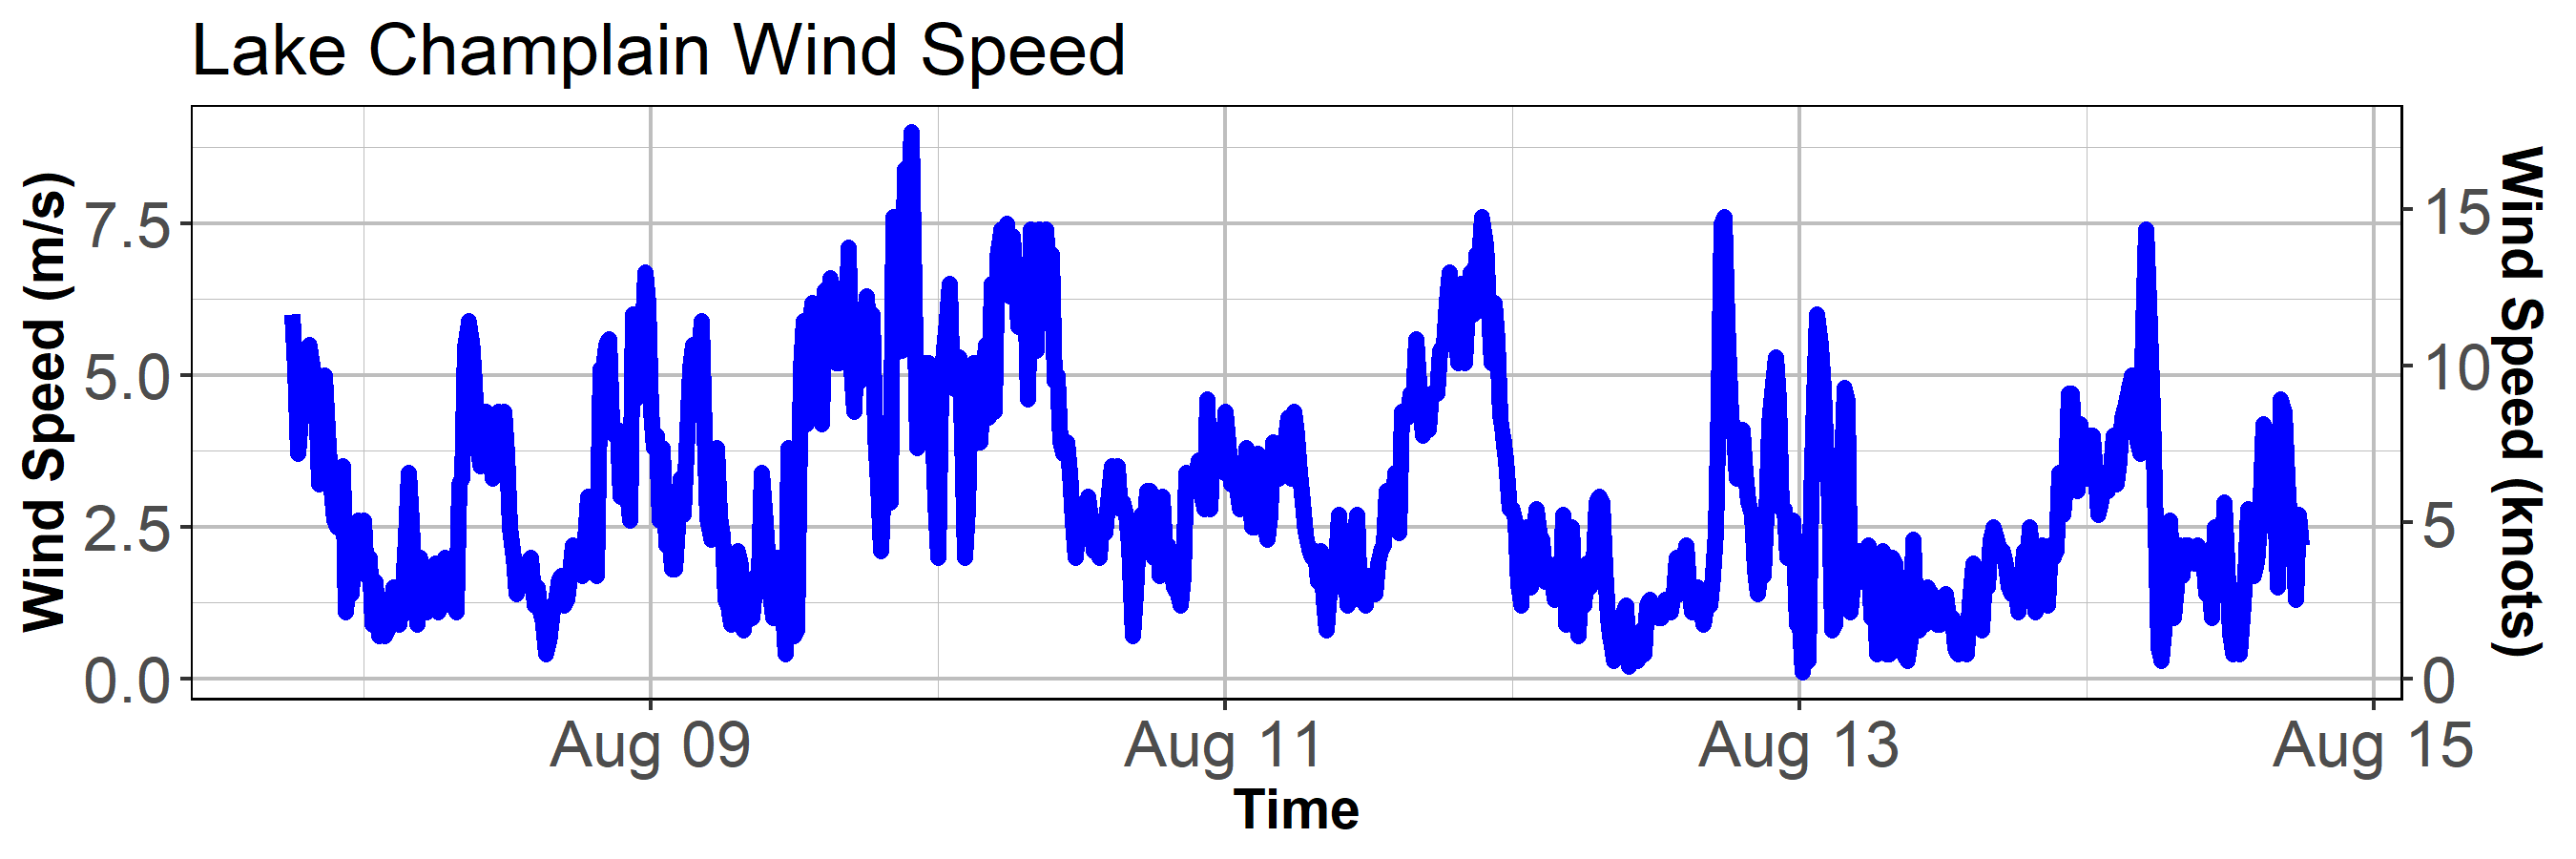 Lake Champlain Wind Speed
Wind Speed (m/s)
7.5
5.0
2.5
0.0
15
10
5
0
Wind Speed (knots)
Aug 09
Aug 11
Aug 13
Aug 15
Time